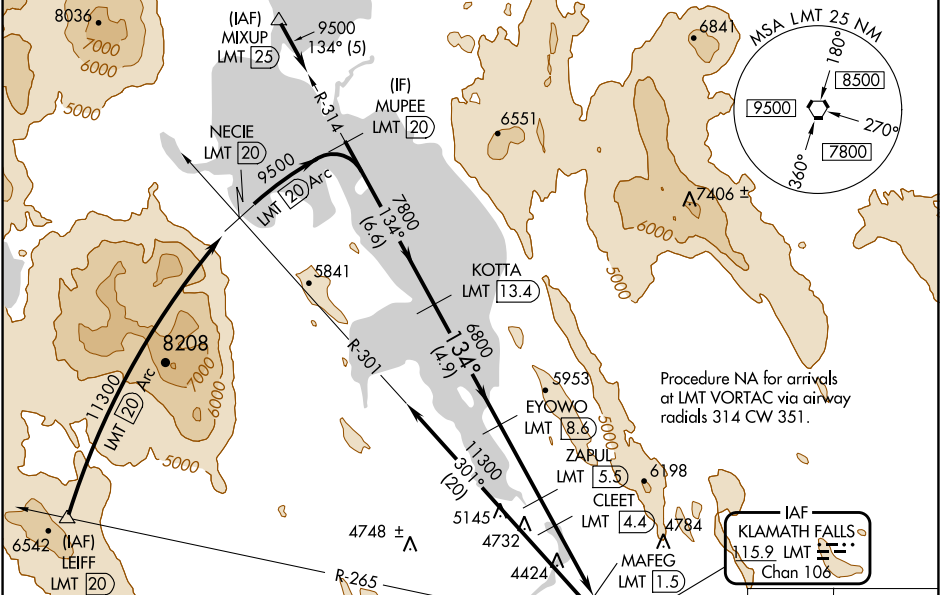 8036
7000
6000
5000
(IAF)
MIXUP
LMT 25
9500
134° (5)
R-314
(IF)
MUPEE
LMT 20
NECIE
LMT 20
9500
LMT 20 Arc
6551
6841
MSA LMT 25 NM
180°
8500
9500
270°
7800
360°
7406 ±
6000
5000
7800
134°
(6.6)
5841
KOTTA
LMT 13.4
8208
7000
6000
5000
11300
LMT 20 Arc
R-301
6800
134°
(4.9)
5953
5000
EYOWO
LMT 8.6
Procedure NA for arrivals
at LMT VORTAC via airway
radials 314 CW 351.
11300
301°
(20)
ZAPUL
LMT 5.5
6198
CLEET
LMT 4.4
4784
5145
4732
4748 ±
4424
MAFEG
LMT 1.5
IAF
KLAMATH FALLS
115.9 LMT
Chan 106
6542
(IAF)
LEIFF
LMT 20
R-265